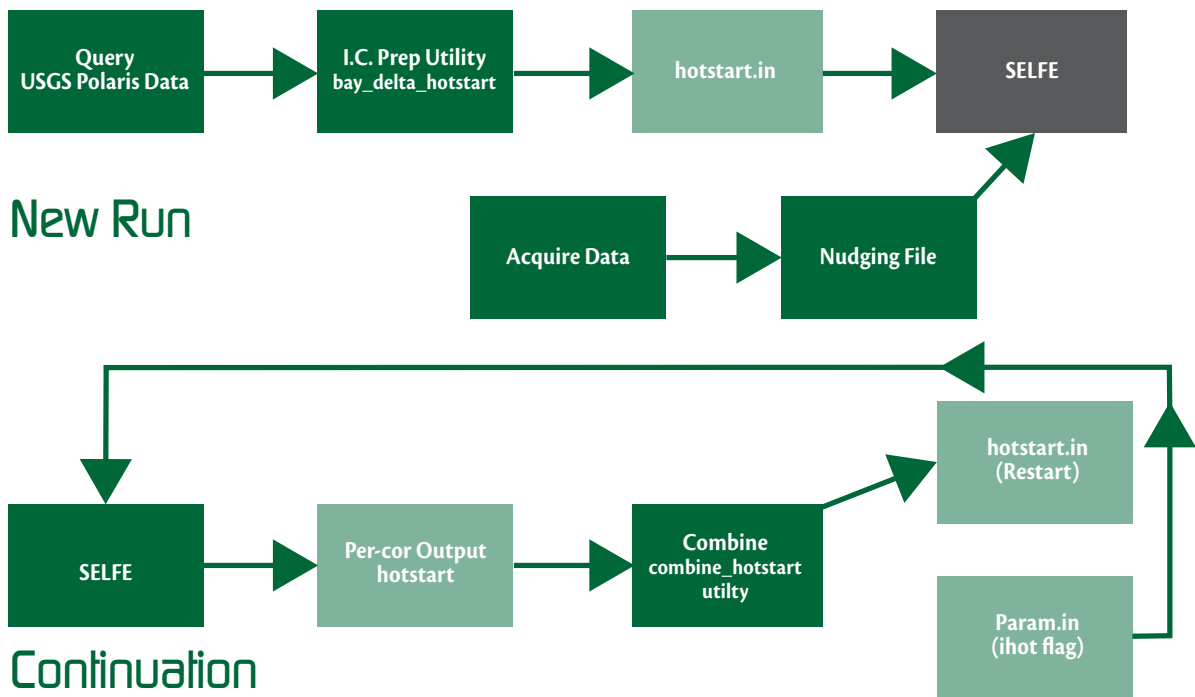 Query
USGS Polaris Data
I.C. Prep Utility
bay_delta_hotstart
hotstart.in
SELFE
New Run
Acquire Data
Nudging File
hotstart.in
(Restart)
SELFE
Per-cor Output
hotstart
Combine
combine_hotstart
utilty
Param.in
(ihot flag)
Continuation